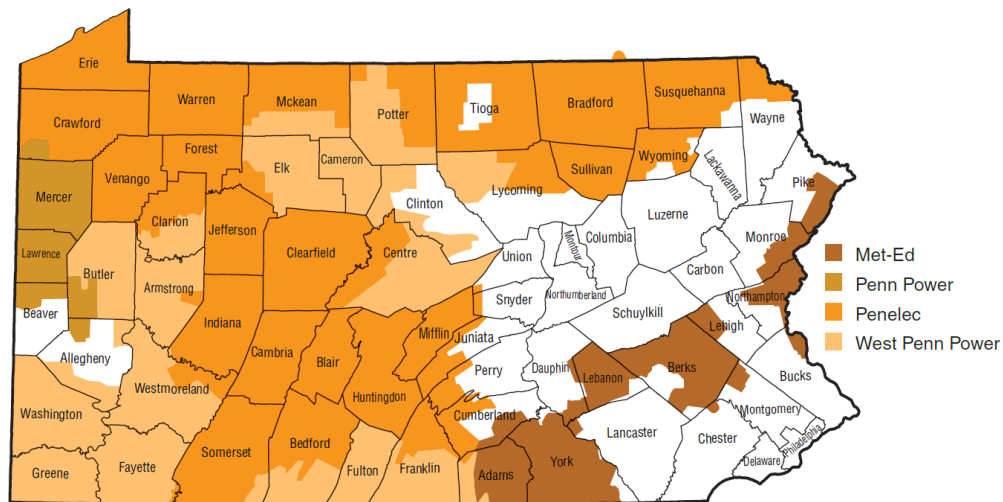 Erie
Warren
Mckean
Potter
Tioga
Bradford
Susquehanna
Wayne
Crawford
Forest
Elk
Cameron
Sullivan
Wyoming
Lackawanna
Pike
Mercer
Venango
Clarion
Jefferson
Clearfield
Clinton
Lycoming
Luzerne
Monroe
Lawrence
Butler
Armstrong
Centre
Union
Montour
Columbia
Carbon
Northampton
Beaver
Allegheny
Indiana
Cambria
Blair
Huntingdon
Mifflin
Juniata
Snyder
Northumberland
Schuylkill
Lehigh
Bucks
Washington
Westmoreland
Perry
Dauphin
Lebanon
Berks
Montgomery
Philadelphia
Greene
Fayette
Somerset
Bedford
Fulton
Franklin
Cumberland
Adams
York
Lancaster
Chester
Delaware
Met-Ed
Penn Power
Penelec
West Penn Power